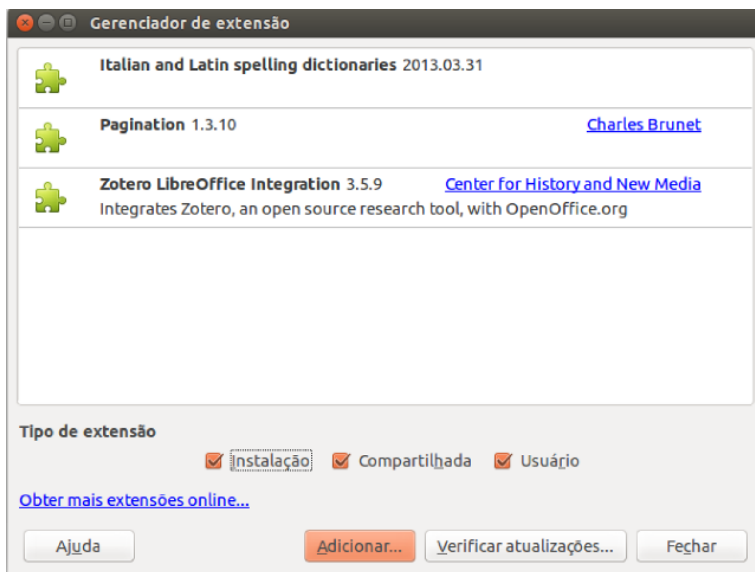 Gerenciador de extensão
Italian and Latin spelling dictionaries 2013.03.31
Pagination 1.3.10 Charles Brunet
Zotero LibreOffice Integration 3.5.9 Center for History and New Media
Integrates Zotero, an open source research tool, with OpenOffice.org
Tipo de extensão
Instalação Compartilhada Usuário
Obter mais extensões online...
Ajuda Adicionar... Verificar atualizações... Fechar